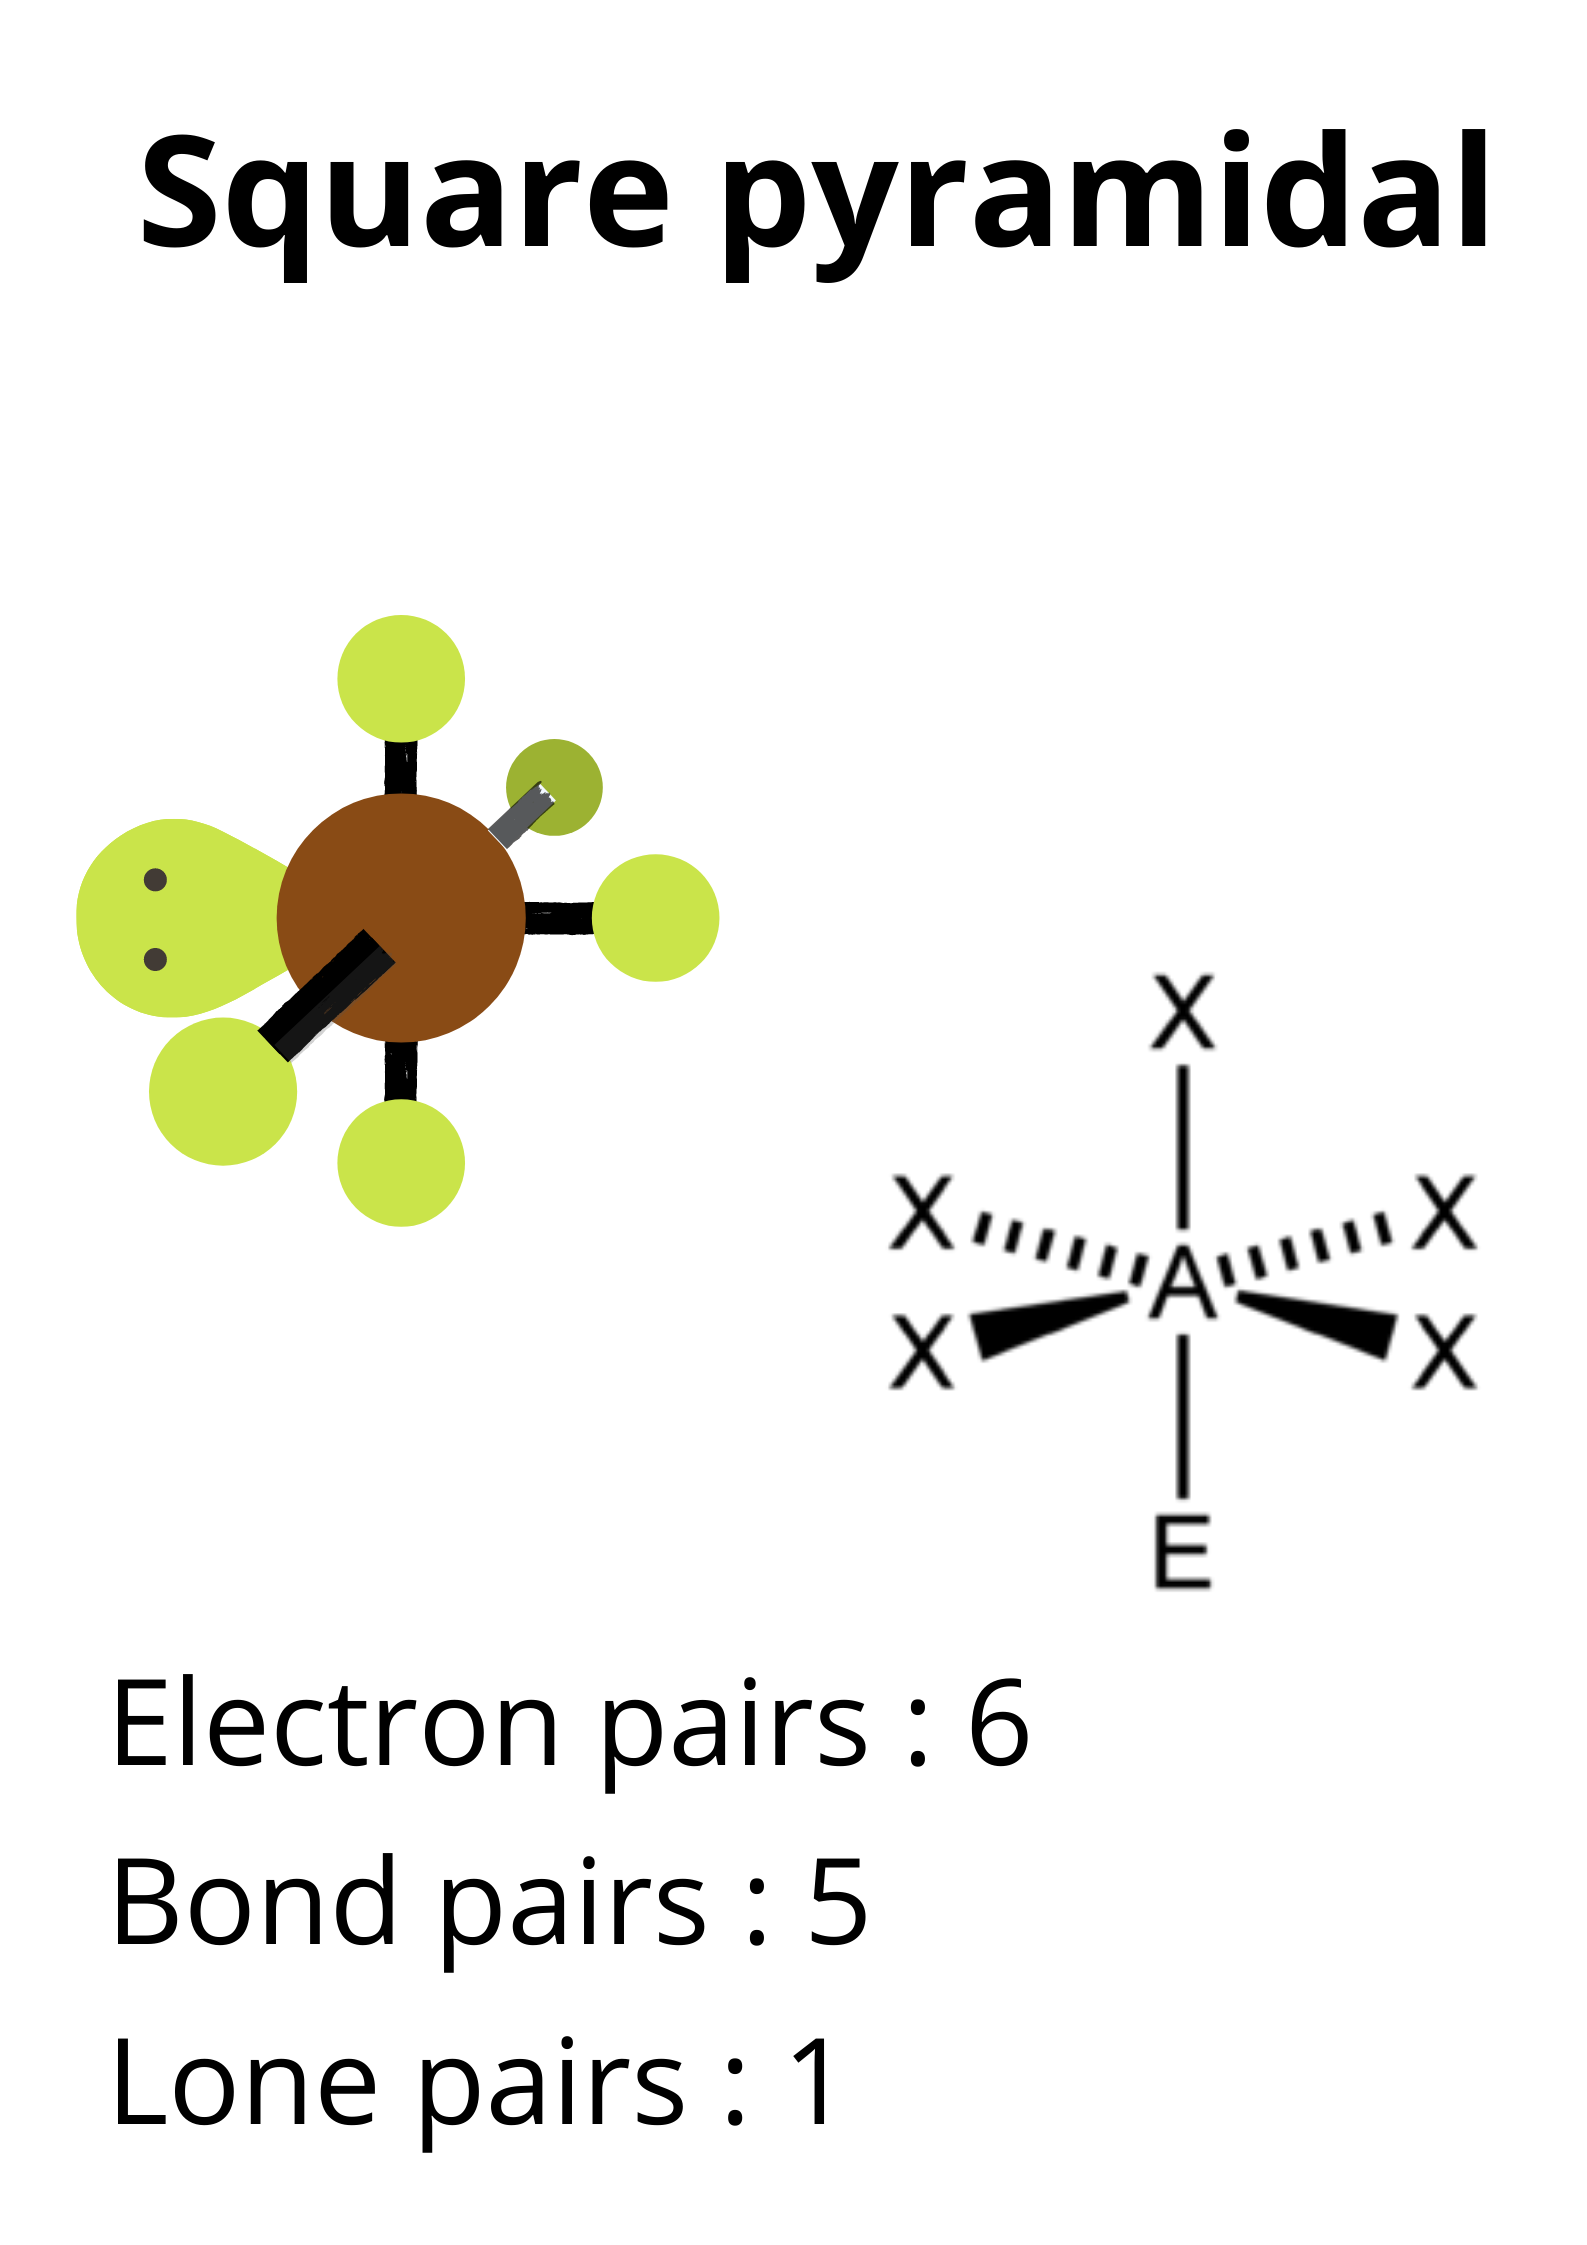 Square pyramidal
X
X X
A
X X
E
Electron pairs : 6
Bond pairs : 5
Lone pairs : 1